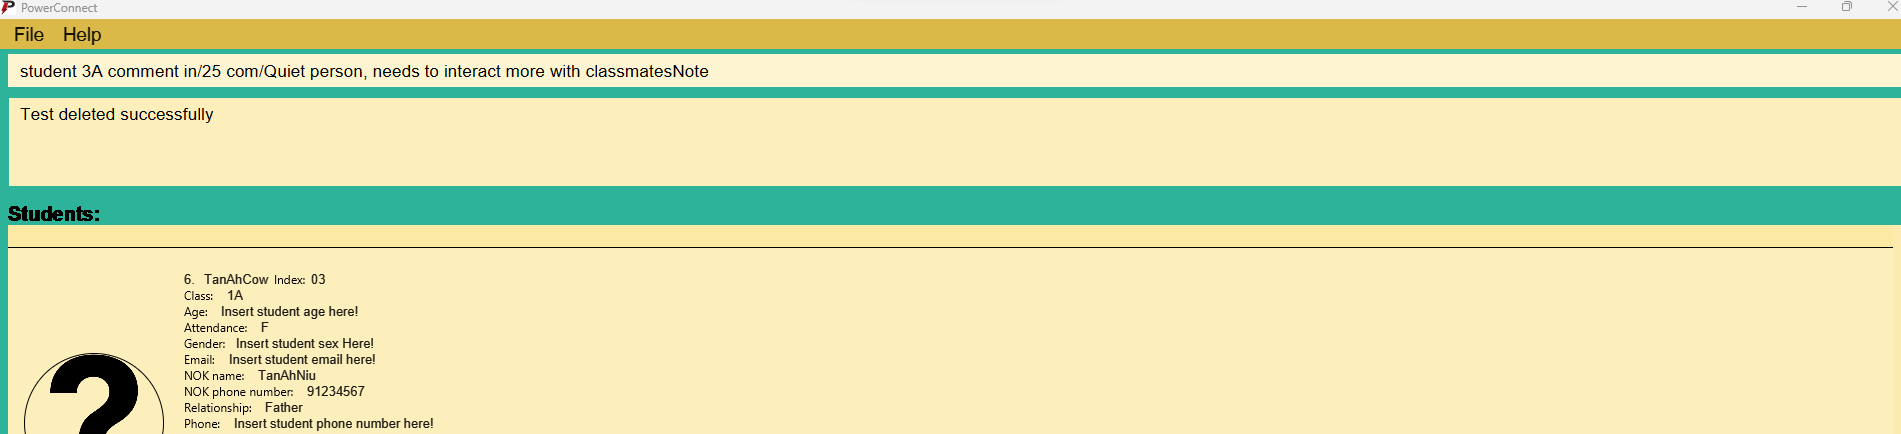 PowerConnect
File Help
student 3A comment in/25 com/Quiet person, needs to interact more with classmatesNote
Test deleted successfully
Students:
6. TanAhCow Index: 03
Class: 1A
Age: Insert student age here!
Attendance: F
Gender: Insert student sex Here!
Email: Insert student email here!
NOK name: TanAhNiu
NOK phone number: 91234567
Relationship: Father
Phone: Insert student phone number here!